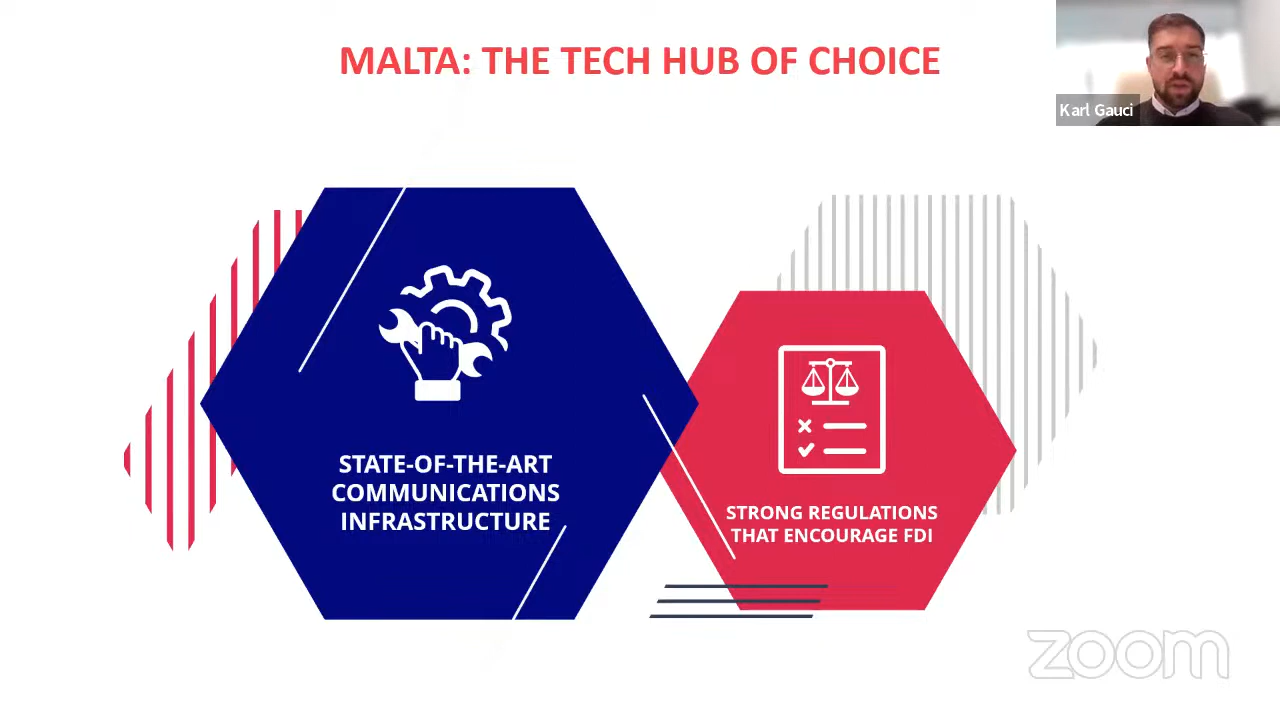 MALTA: THE TECH HUB OF CHOICE
Karl Gauci
STATE-OF-THE-ART
COMMUNICATIONS
INFRASTRUCTURE
STRONG REGULATIONS
THAT ENCOURAGE FDI
zoom